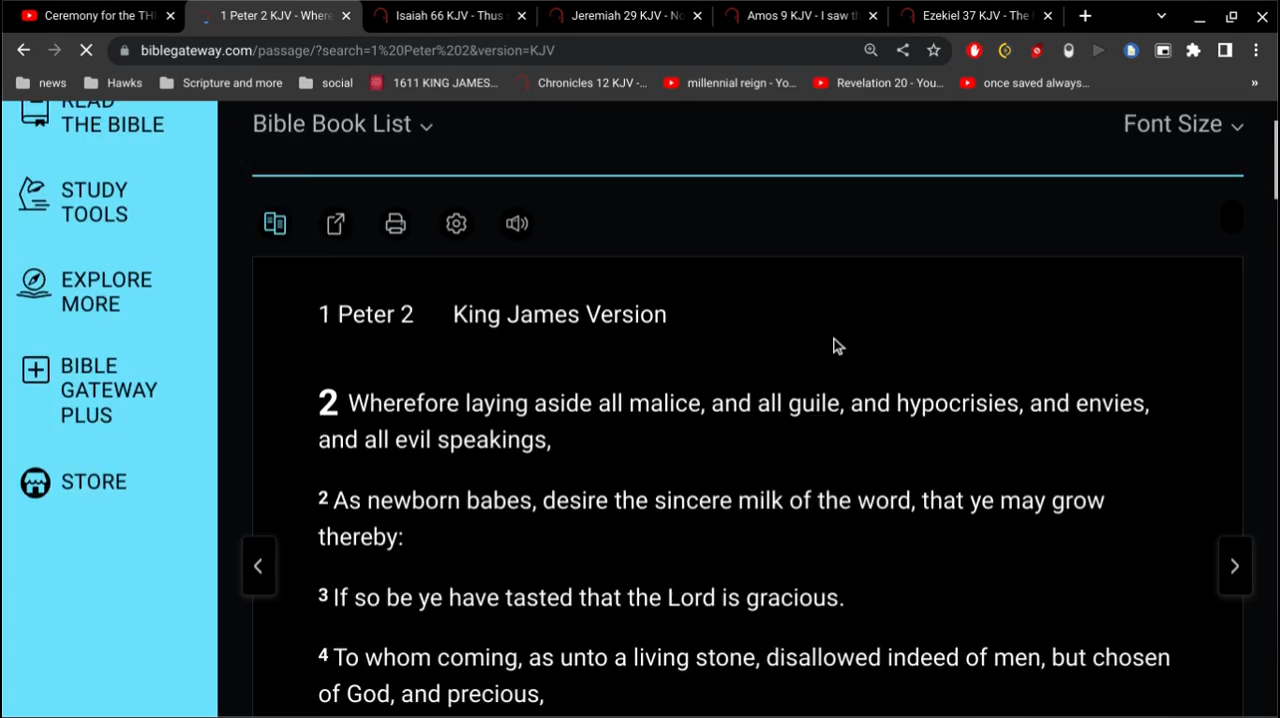 Ceremony for the TH
1 Peter 2 KJV - Where
Isaiah 66 KJV - Thus
Jeremiah 29 KJV - No
Amos 9 KJV - I saw th
Ezekiel 37 KJV - The
biblegateway.com/passage/?search=1%20Peter%202&version=KJV
news
Hawks
Scripture and more
social
1611 KING JAMES...
Chronicles 12 KJV -...
millennial reign - Yo...
Revelation 20 - You...
once saved always...
»
READ
THE BIBLE
STUDY
TOOLS
EXPLORE
MORE
BIBLE
GATEWAY
PLUS
STORE
Bible Book List
Font Size
1 Peter 2 King James Version
2 Wherefore laying aside all malice, and all guile, and hypocrisies, and envies,
and all evil speakings,
2 As newborn babes, desire the sincere milk of the word, that ye may grow
thereby:
3 If so be ye have tasted that the Lord is gracious.
4 To whom coming, as unto a living stone, disallowed indeed of men, but chosen
of God, and precious,